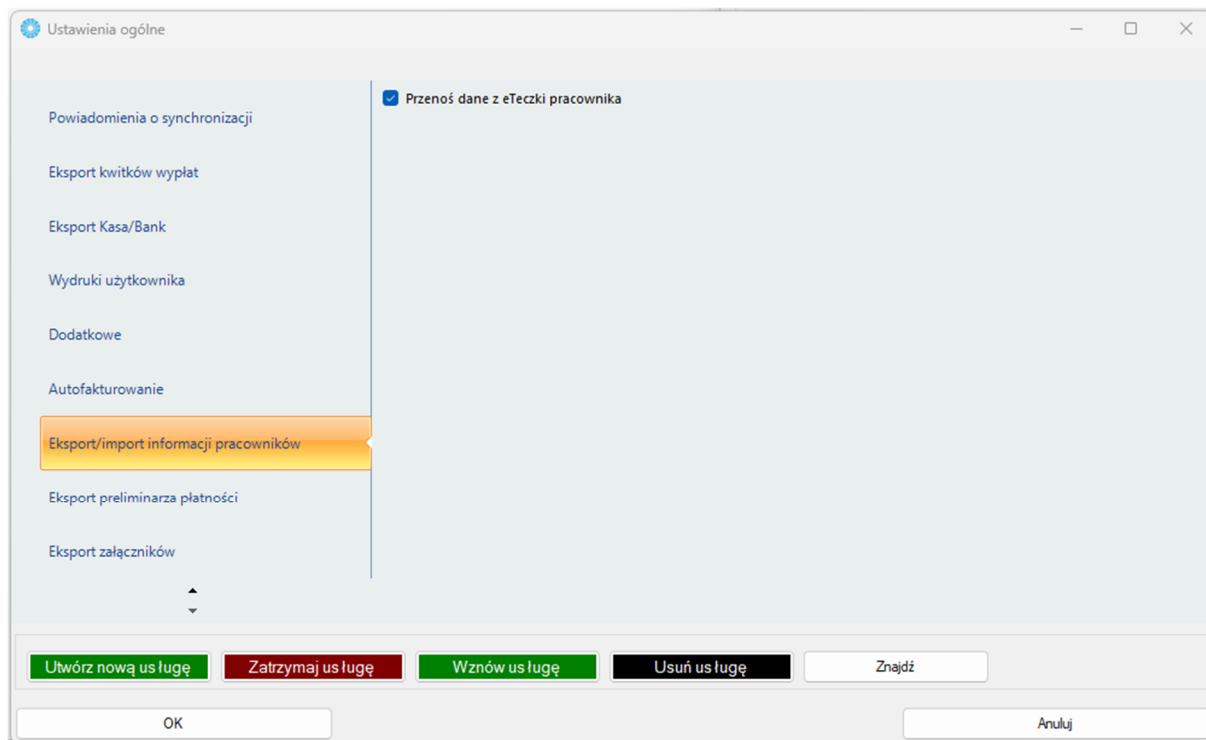 Ustawienia ogólne
Przenoś dane z eTeczki pracownika
Powiadomienia o synchronizacji
Eksport kwitków wypłat
Eksport Kasa/Bank
Wydruki użytkownika
Dodatkowe
Autofakturowanie
Eksport/import informacji pracowników
Eksport preliminarza płatności
Eksport załączników
Utwórz nową usługę Zatrzymaj usługę Wznów usługę Usuń usługę Znajdź
OK Anuluj